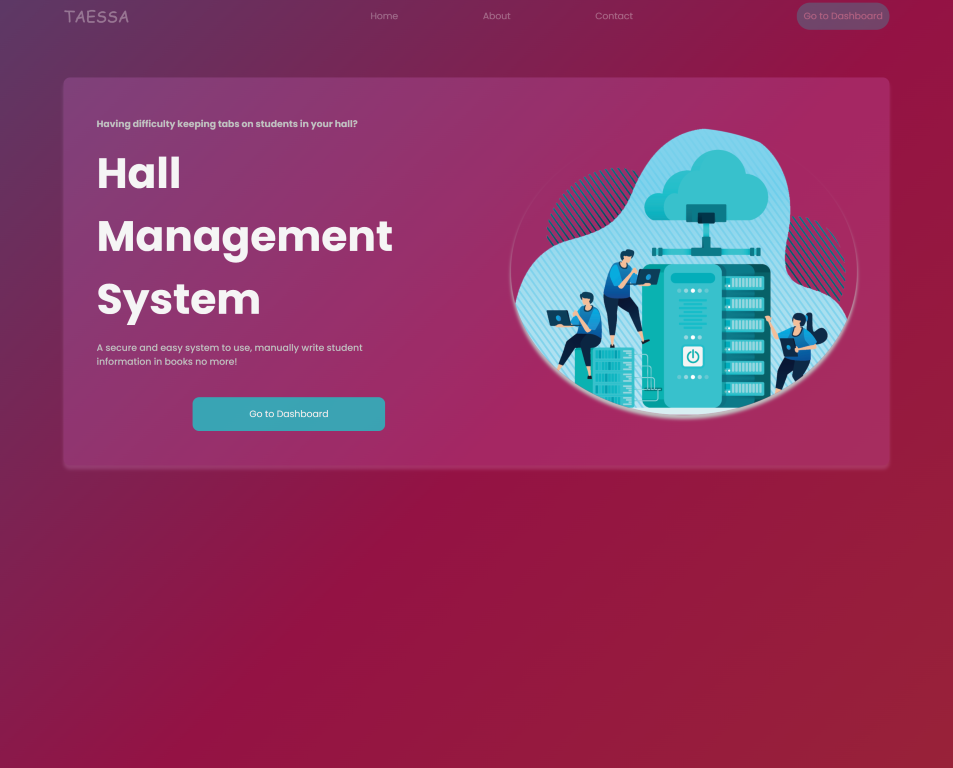 TAESSA
Home
About
Contact
Go to Dashboard
Having difficulty keeping tabs on students in your hall?
Hall
Management
System
A secure and easy system to use, manually write student
information in books no more!
Go to Dashboard